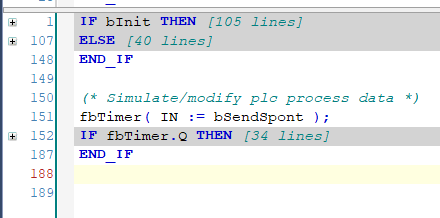 1 IF bInit THEN [105 lines]
107 ELSE [40 lines]
148 END_IF
149
150 (* Simulate/modify plc process data *)
151 fbTimer( IN := bSendSpont );
152 IF fbTimer.Q THEN [34 lines]
187 END_IF
188
189